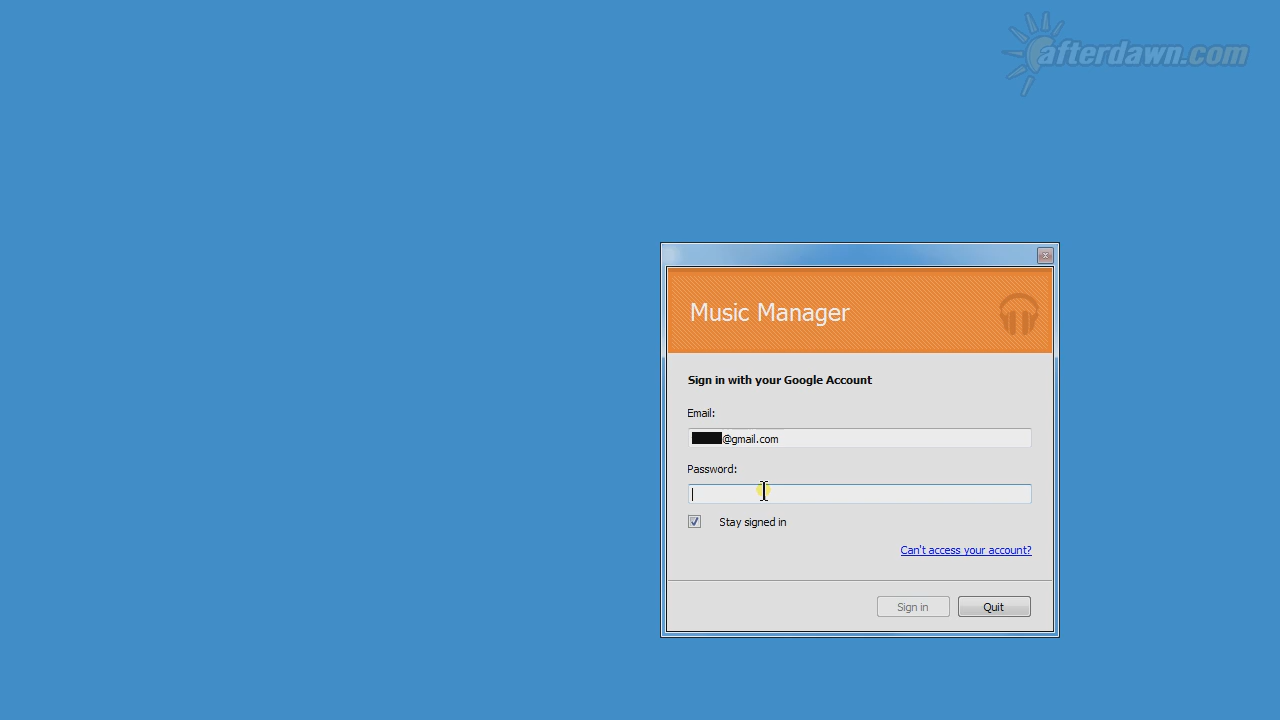 afterdawn.com
Music Manager
Sign in with your Google Account
Email:
@gmail.com
Password:
Stay signed in
Can't access your account?
Sign in
Quit